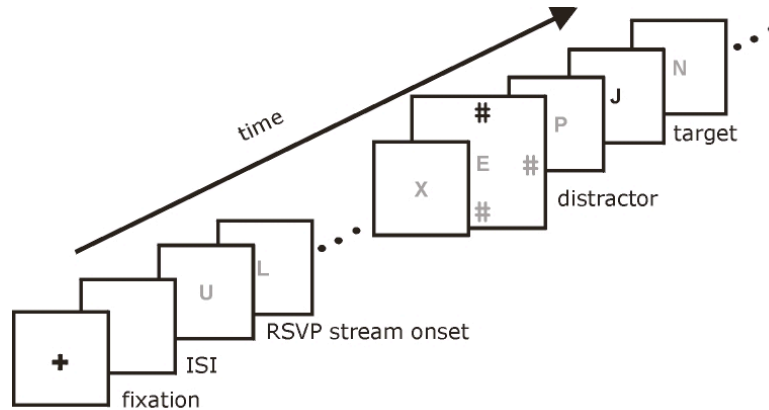 time
+
ISI
fixation
U
L
RSVP stream onset
X
#
E
#
#
distractor
P
J
target
N